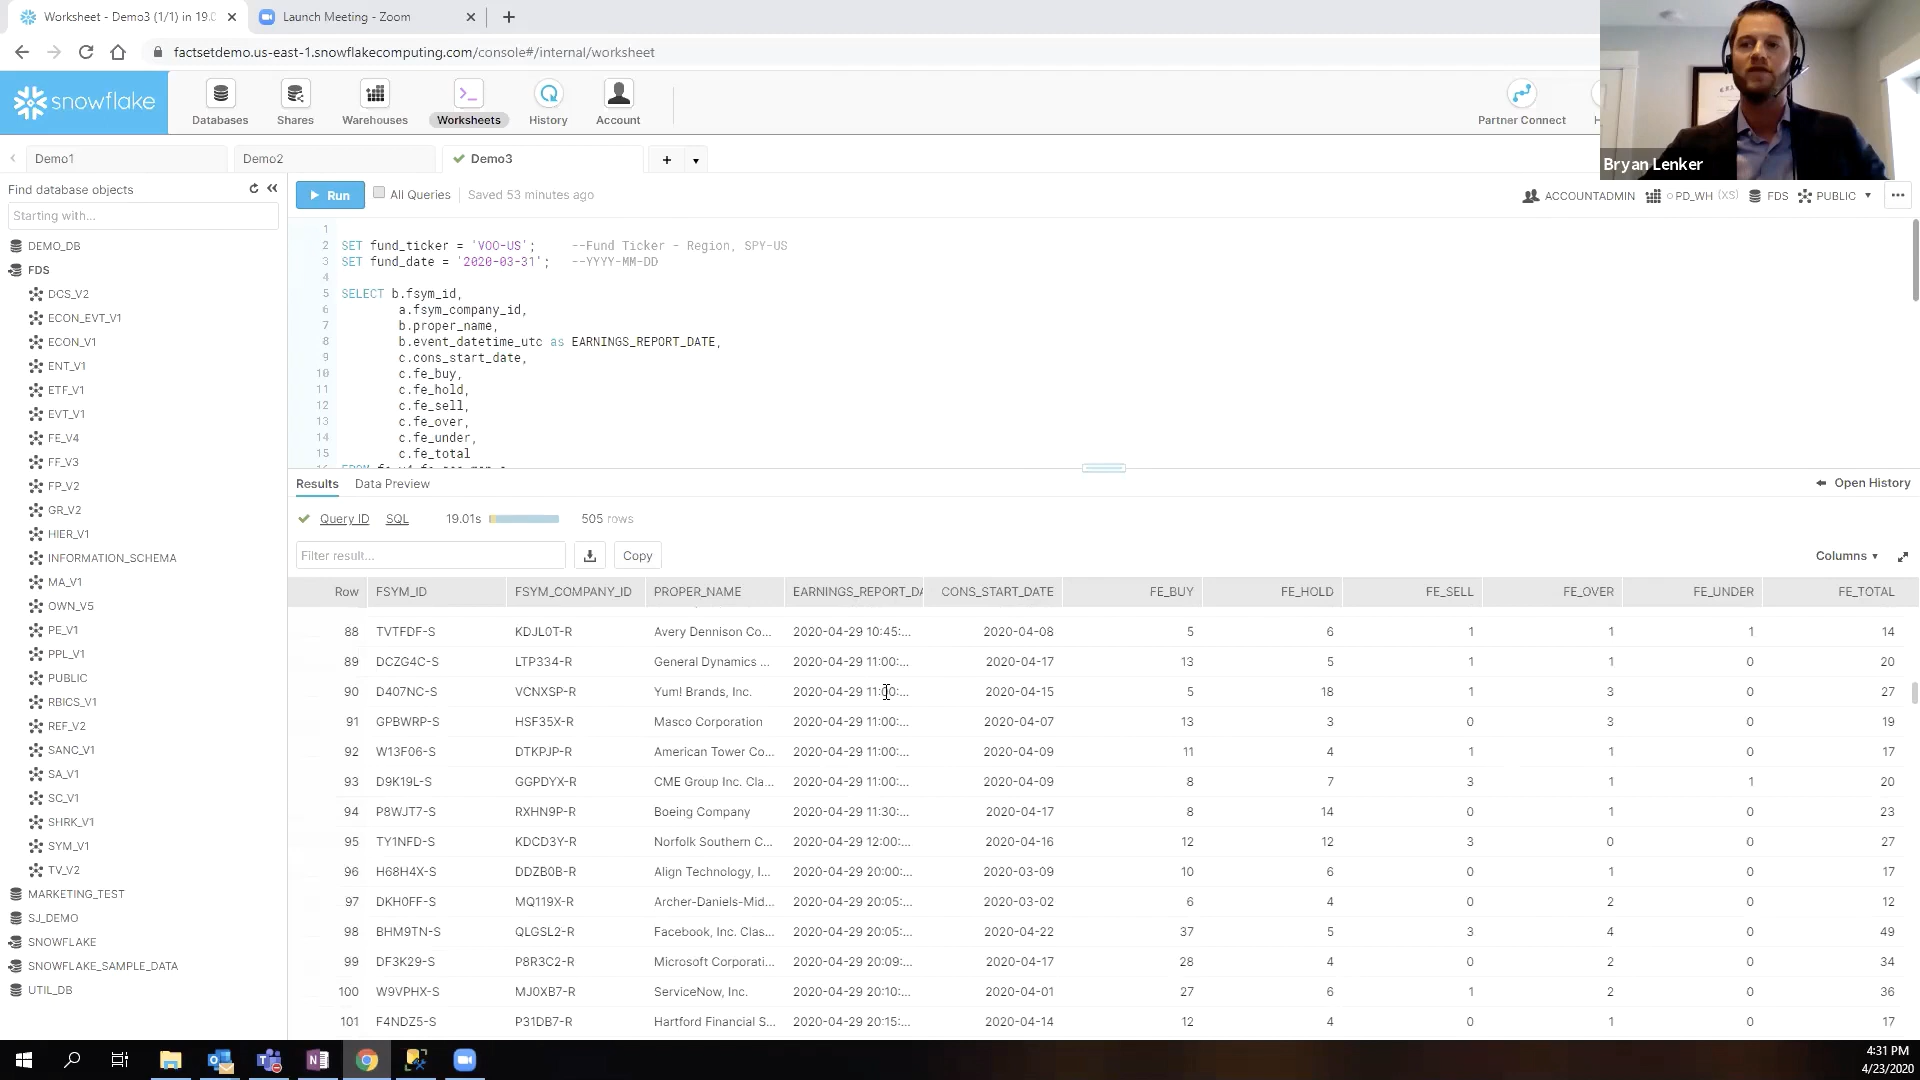 Worksheet - Demo3 (1/1) in 19.0
Launch Meeting - Zoom
factsetdemo.us-east-1.snowflakecomputing.com/console#/internal/worksheet
snowflake
Databases
Shares
Warehouses
Worksheets
History
Account
Partner Connect
Bryan Lenker
Demo1
Demo2
Demo3
Find database objects
Starting with...
DEMO_DB
FDS
DCS_V2
ECON_EVT_V1
ECON_V1
ENT_V1
ETF_V1
EVT_V1
FE_V4
FF_V3
FP_V2
GR_V2
HIER_V1
INFORMATION_SCHEMA
MA_V1
OWN_V5
PE_V1
PPL_V1
PUBLIC
RBICS_V1
REF_V2
SANC_V1
SA_V1
SC_V1
SHRK_V1
SYM_V1
TV_V2
MARKETING_TEST
SJ_DEMO
SNOWFLAKE
SNOWFLAKE_SAMPLE_DATA
UTIL_DB
Run All Queries Saved 53 minutes ago ACCOUNTADMIN PD_WH (XS) FDS PUBLIC
1
2 SET fund_ticker = 'VOO-US'; --Fund Ticker - Region, SPY-US
3 SET fund_date = '2020-03-31'; --YYYY-MM-DD
4
5 SELECT b.fsym_id,
6 a.fsym_company_id,
7 b.proper_name,
8 b.event_datetime_utc as EARNINGS_REPORT_DATE,
9 c.cons_start_date,
10 c.fe_buy,
11 c.fe_hold,
12 c.fe_sell,
13 c.fe_over,
14 c.fe_under,
15 c.fe_total
Results Data Preview Open History
Query ID SQL 19.01s 505 rows
Filter result... Copy Columns
Row FSYM_ID FSYM_COMPANY_ID PROPER_NAME EARNINGS_REPORT_DA CONS_START_DATE FE_BUY FE_HOLD FE_SELL FE_OVER FE_UNDER FE_TOTAL
88 TVTFDF-S KDJL0T-R Avery Dennison Co... 2020-04-29 10:45:... 2020-04-08 5 6 1 1 1 14
89 DCZG4C-S LTP334-R General Dynamics ... 2020-04-29 11:00:... 2020-04-17 13 5 1 1 0 20
90 D407NC-S VCNXSP-R Yum! Brands, Inc. 2020-04-29 11:00:... 2020-04-15 5 18 1 3 0 27
91 GPBWRP-S HSF35X-R Masco Corporation 2020-04-29 11:00:... 2020-04-07 13 3 0 3 0 19
92 W13F06-S DTKPJP-R American Tower Co... 2020-04-29 11:00:... 2020-04-09 11 4 1 1 0 17
93 D9K19L-S GGPDYX-R CME Group Inc. Cla... 2020-04-29 11:00:... 2020-04-09 8 7 3 1 1 20
94 P8WJT7-S RXHN9P-R Boeing Company 2020-04-29 11:30:... 2020-04-17 8 14 0 1 0 23
95 TY1NFD-S KDCD3Y-R Norfolk Southern C... 2020-04-29 12:00:... 2020-04-16 12 12 3 0 0 27
96 H68H4X-S DDZB0B-R Align Technology, I... 2020-04-29 20:00:... 2020-03-09 10 6 0 1 0 17
97 DKH0FF-S MQ119X-R Archer-Daniels-Mid... 2020-04-29 20:05:... 2020-03-02 6 4 0 2 0 12
98 BHM9TN-S QLGSL2-R Facebook, Inc. Clas... 2020-04-29 20:05:... 2020-04-22 37 5 3 4 0 49
99 DF3K29-S P8R3C2-R Microsoft Corporati... 2020-04-29 20:09:... 2020-04-17 28 4 0 2 0 34
100 W9VPHX-S MJ0XB7-R ServiceNow, Inc. 2020-04-29 20:10:... 2020-04-01 27 6 1 2 0 36
101 F4NDZ5-S P31DB7-R Hartford Financial S... 2020-04-29 20:15:... 2020-04-14 12 4 0 1 0 17
4:31 PM
4/23/2020